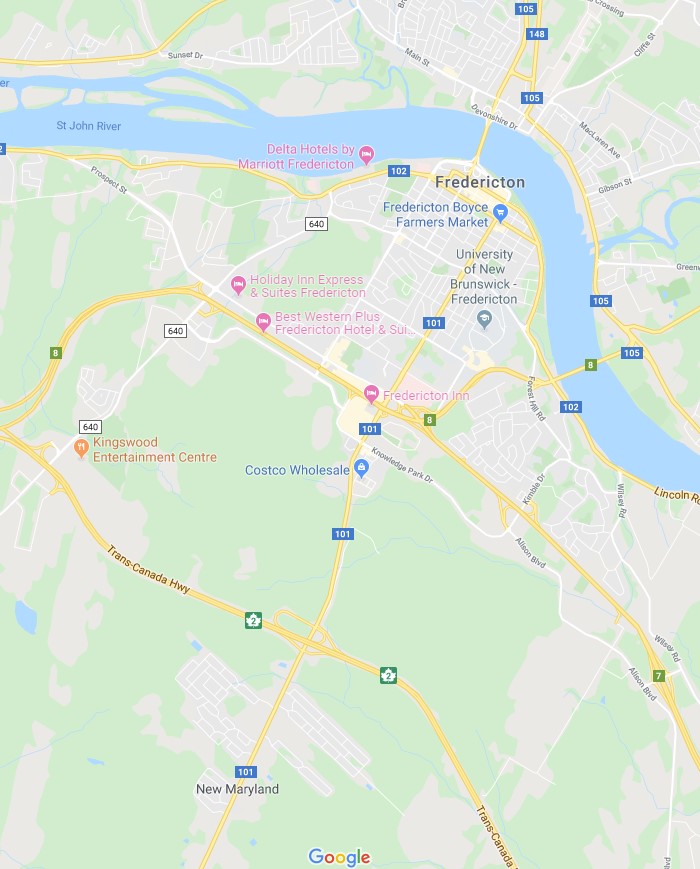 105
Crossing
148
Cliffe St
Main St
Sunset Dr
105
Devonshire Dr
St John River
MacLaren Ave
Delta Hotels by
Marriott Fredericton
102
Fredericton
Prospect St
Gibson St
Fredericton Boyce
Farmers Market
640
University
of New
Brunswick -
Fredericton
Holiday Inn Express
& Suites Fredericton
105
Best Western Plus
Fredericton Hotel & Sui...
101
640
8
105
8
Fredericton Inn
Forest Hill Rd
102
8
640
101
Kingswood
Entertainment Centre
Knowledge Park Dr
Costco Wholesale
Kimble Dr
Wilsey Rd
Lincoln Ro
101
Alison Blvd
Trans-Canada Hwy
2
Wilsey Rd
2
7
Alison Blvd
101
New Maryland
Trans-Canada
Google